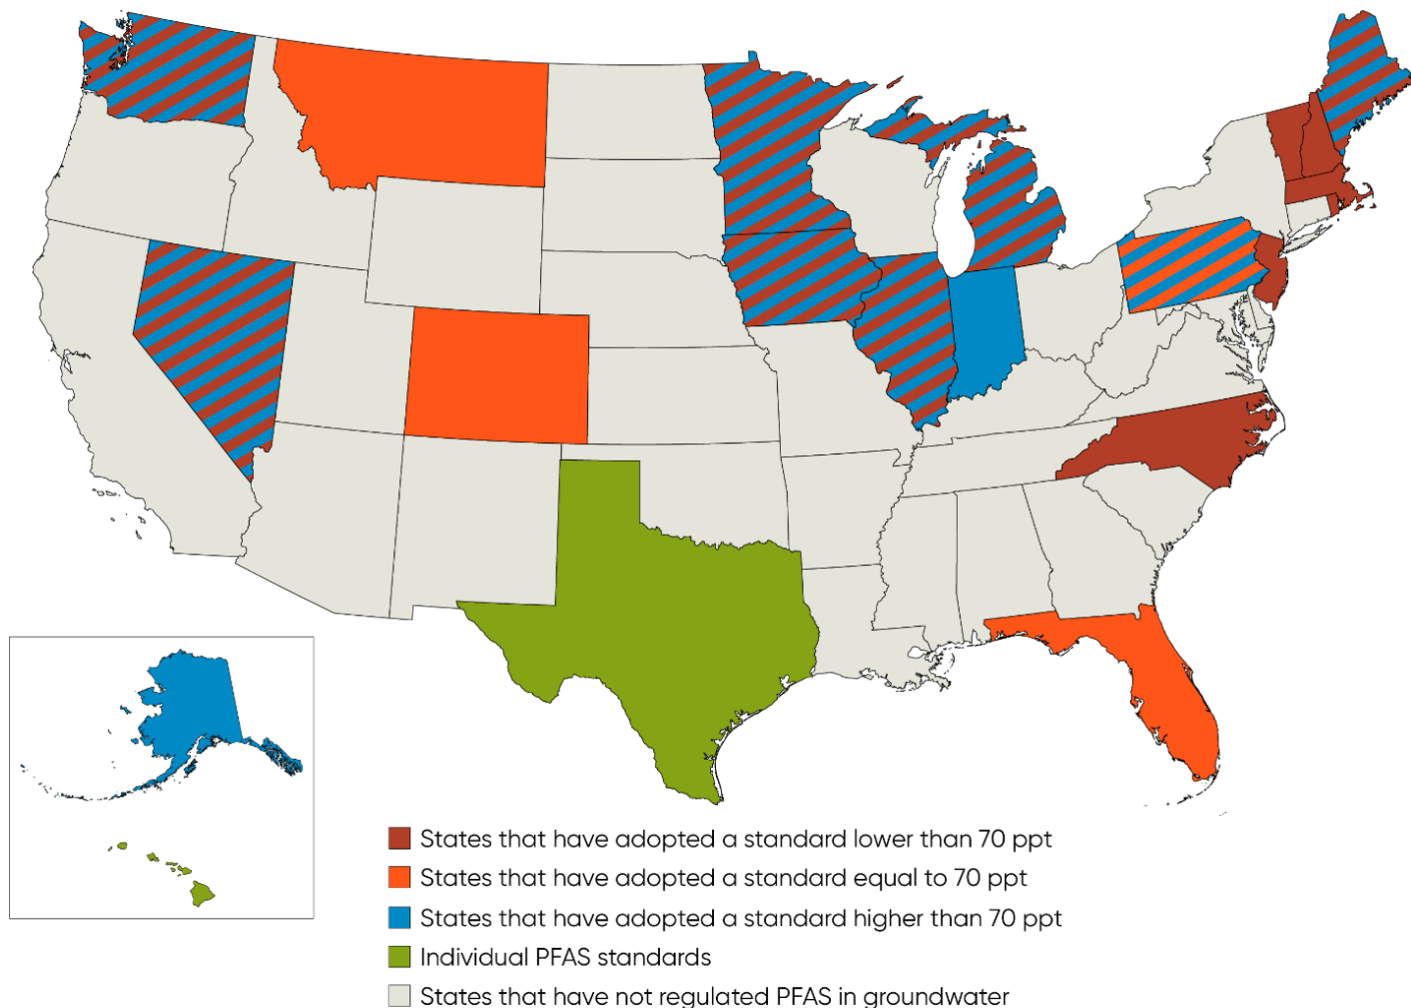 States that have adopted a standard lower than 70 ppt
States that have adopted a standard equal to 70 ppt
States that have adopted a standard higher than 70 ppt
Individual PFAS standards
States that have not regulated PFAS in groundwater